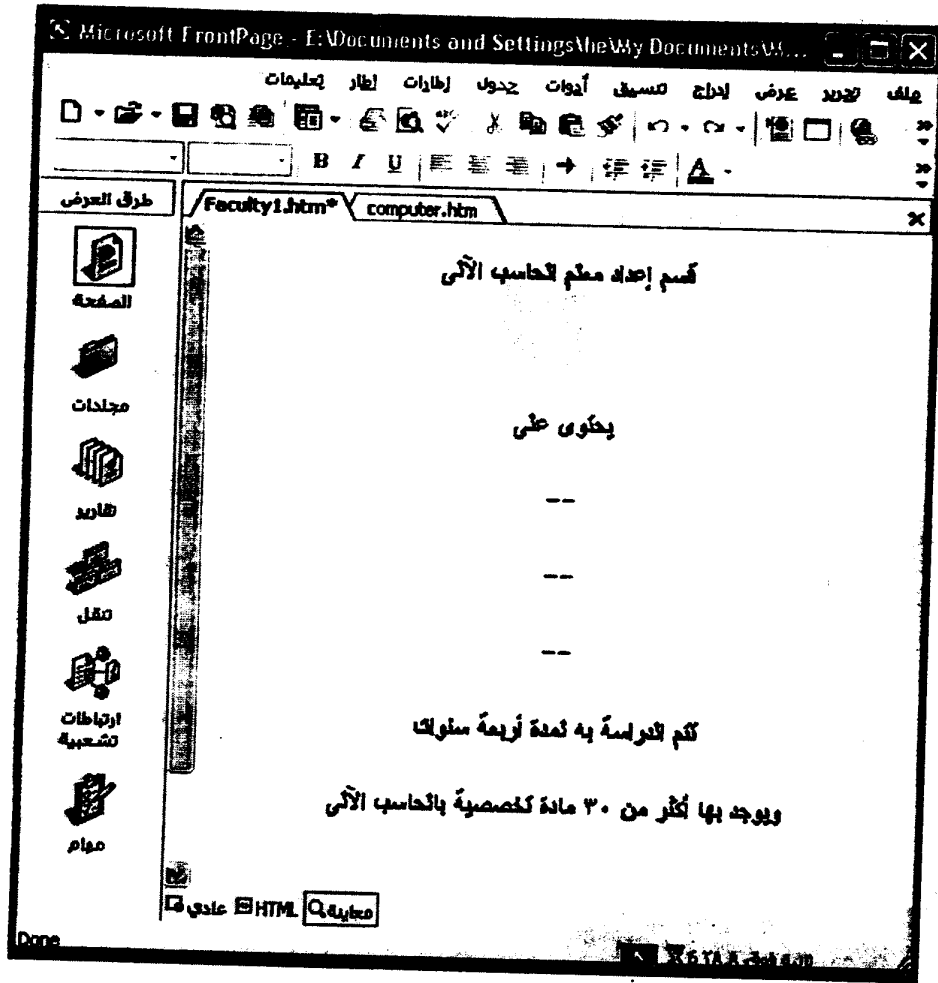 Microsoft FrontPage - E:\Documents and Settings\he\My Documents\M...
ملف تحرير عرض إدراج تنسيق أدوات جدول إطارات إطار تعليمات
B I U A
طرق العرض
Faculty1.htm* computer.htm
الصفحة
مجلدات
تقارير
تنقل
ارتباطات
تشعبية
مهام
قسم إعداد معلم الحاسب الآلى
يحتوى على
--
--
--
تتم الدراسة به لمدة أربعة سنوات
ويوجد بها أكثر من ٣٠ مادة تخصصية بالحاسب الآلى
عادي HTML معاينة
Done